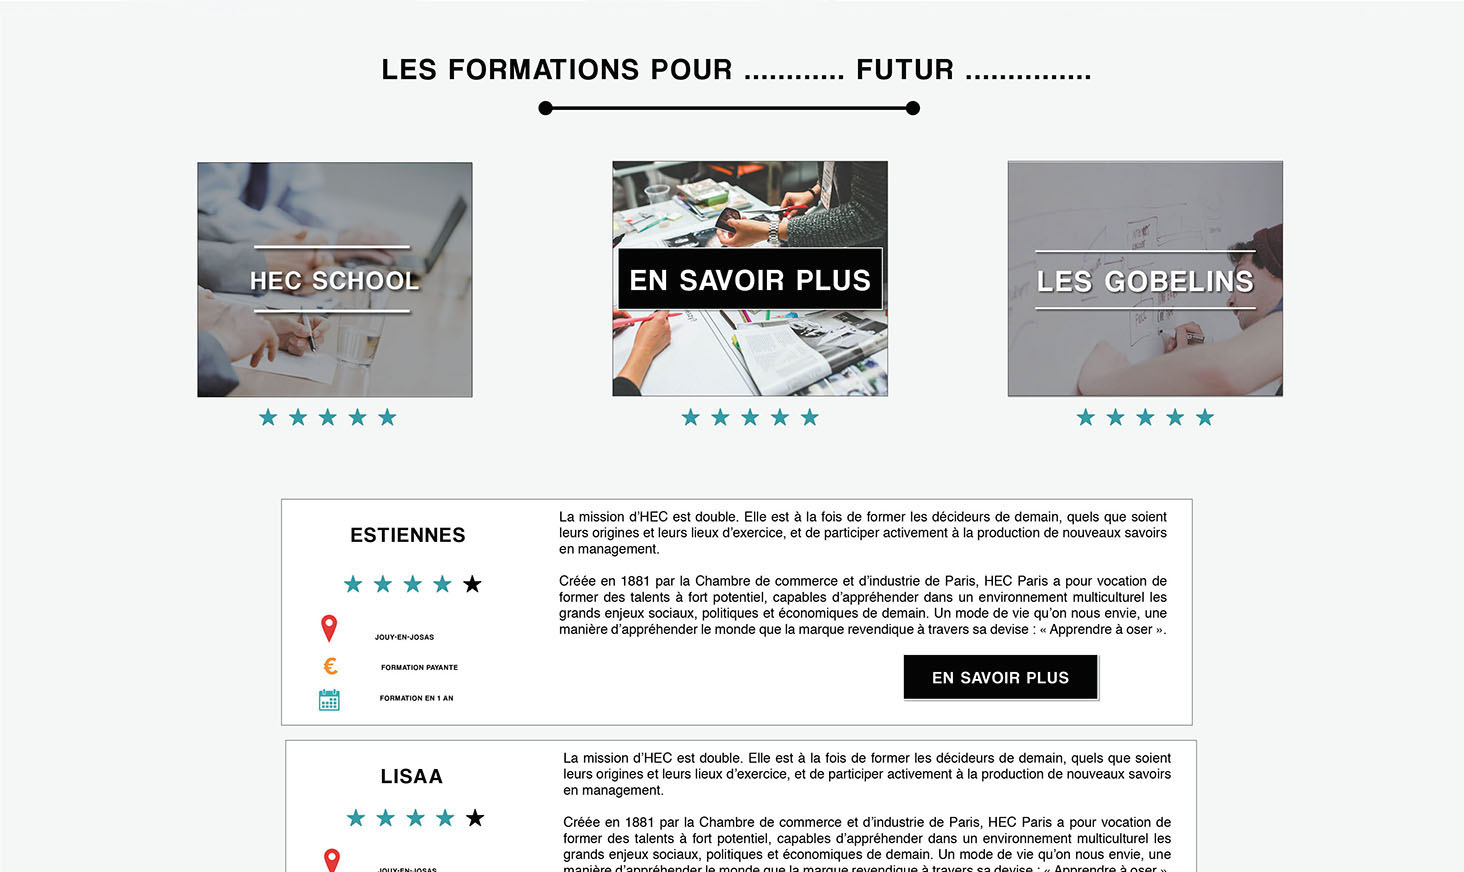 LES FORMATIONS POUR ............ FUTUR ...............
HEC SCHOOL
EN SAVOIR PLUS
LES GOBELINS
ESTIENNES
JOUY-EN-JOSAS
FORMATION PAYANTE
FORMATION EN 1 AN
La mission d'HEC est double. Elle est à la fois de former les décideurs de demain, quels que soient
leurs origines et leurs lieux d'exercice, et de participer activement à la production de nouveaux savoirs
en management.
Créée en 1881 par la Chambre de commerce et d'industrie de Paris, HEC Paris a pour vocation de
former des talents à fort potentiel, capables d'appréhender dans un environnement multiculturel les
grands enjeux sociaux, politiques et économiques de demain. Un mode de vie qu'on nous envie, une
manière d'appréhender le monde que la marque revendique à travers sa devise : « Apprendre à oser ».
EN SAVOIR PLUS
LISAA
JOUY-EN-JOSAS
La mission d'HEC est double. Elle est à la fois de former les décideurs de demain, quels que soient
leurs origines et leurs lieux d'exercice, et de participer activement à la production de nouveaux savoirs
en management.
Créée en 1881 par la Chambre de commerce et d'industrie de Paris, HEC Paris a pour vocation de
former des talents à fort potentiel, capables d'appréhender dans un environnement multiculturel les
grands enjeux sociaux, politiques et économiques de demain. Un mode de vie qu'on nous envie, une
manière d'appréhender le monde que la marque revendique à travers sa devise : « Apprendre à oser ».